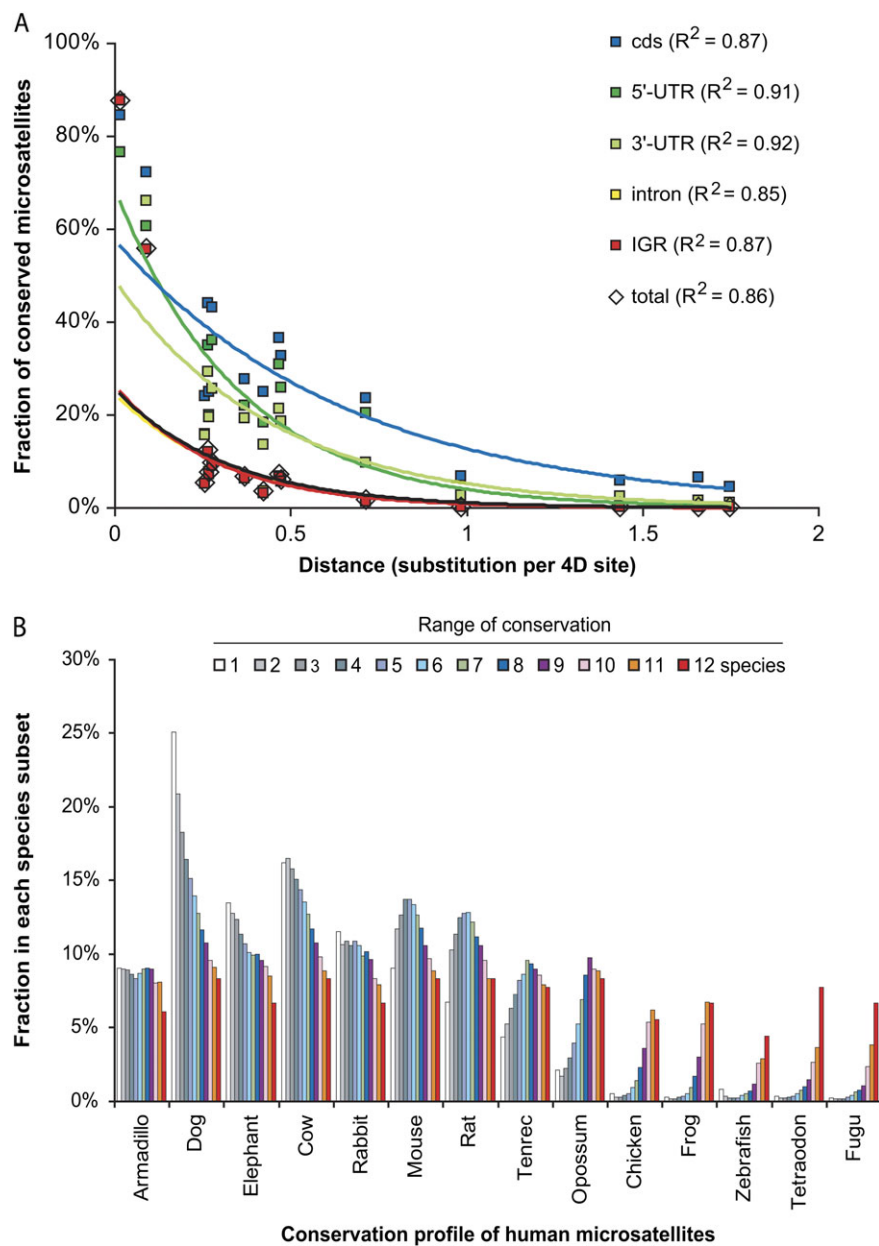 A
100%
80%
60%
40%
20%
0%
Fraction of conserved microsatellites
cds (R² = 0.87)
5'-UTR (R² = 0.91)
3'-UTR (R² = 0.92)
intron (R² = 0.85)
IGR (R² = 0.87)
total (R² = 0.86)
0 0.5 1 1.5 2
Distance (substitution per 4D site)
B
Range of conservation
1 2 3 4 5 6 7 8 9 10 11 12 species
30%
25%
20%
15%
10%
5%
0%
Fraction in each species subset
Armadillo
Dog
Elephant
Cow
Rabbit
Mouse
Rat
Tenrec
Opossum
Chicken
Frog
Zebrafish
Tetraodon
Fugu
Conservation profile of human microsatellites